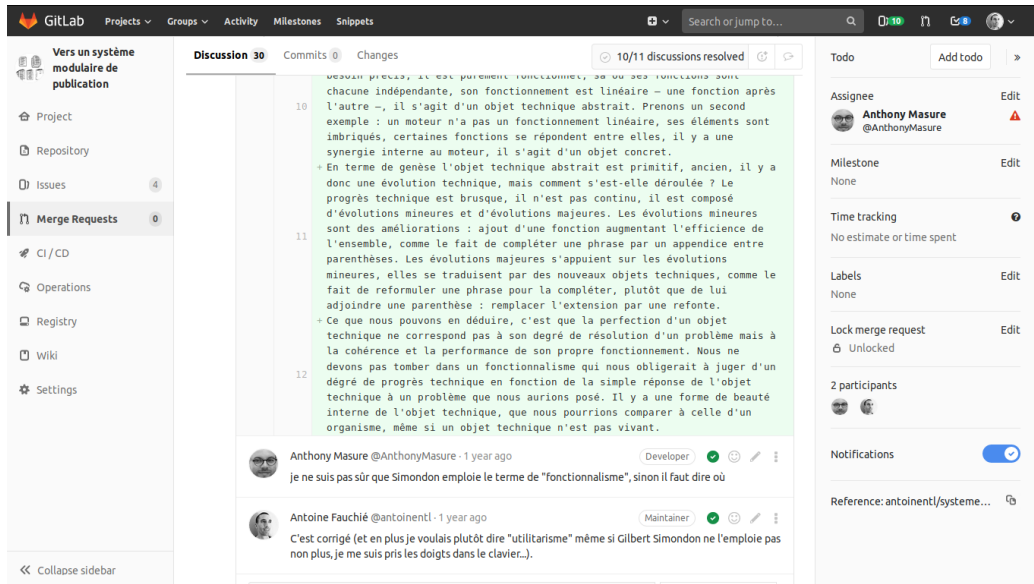 GitLab Projects Groups Activity Milestones Snippets Search or jump to... 10 8
Vers un système
modulaire de
publication
Project
Repository
Issues 4
Merge Requests 0
CI / CD
Operations
Registry
Wiki
Settings
Collapse sidebar
Discussion 30 Commits 0 Changes 10/11 discussions resolved
besoin précis, il est purement fonctionnel, sa ou ses fonctions sont
chacune indépendante, son fonctionnement est linéaire – une fonction après
10 l'autre –, il s'agit d'un objet technique abstrait. Prenons un second
exemple : un moteur n'a pas un fonctionnement linéaire, ses éléments sont
imbriqués, certaines fonctions se répondent entre elles, il y a une
synergie interne au moteur, il s'agit d'un objet concret.
+ En terme de genèse l'objet technique abstrait est primitif, ancien, il y a
donc une évolution technique, mais comment s'est-elle déroulée ? Le
progrès technique est brusque, il n'est pas continu, il est composé
d'évolutions mineures et d'évolutions majeures. Les évolutions mineures
11 sont des améliorations : ajout d'une fonction augmentant l'efficience de
l'ensemble, comme le fait de compléter une phrase par un appendice entre
parenthèses. Les évolutions majeures s'appuient sur les évolutions
mineures, elles se traduisent par des nouveaux objets techniques, comme le
fait de reformuler une phrase pour la compléter, plutôt que de lui
adjoindre une parenthèse : remplacer l'extension par une refonte.
+ Ce que nous pouvons en déduire, c'est que la perfection d'un objet
technique ne correspond pas à son degré de résolution d'un problème mais à
la cohérence et la performance de son propre fonctionnement. Nous ne
12 devons pas tomber dans un fonctionnalisme qui nous obligerait à juger d'un
dégré de progrès technique en fonction de la simple réponse de l'objet
technique à un problème que nous aurions posé. Il y a une forme de beauté
interne de l'objet technique, que nous pourrions comparer à celle d'un
organisme, même si un objet technique n'est pas vivant.
Anthony Masure @AnthonyMasure · 1 year ago Developer
je ne suis pas sûr que Simondon emploie le terme de "fonctionnalisme", sinon il faut dire où
Antoine Fauchié @antoinentl · 1 year ago Maintainer
C'est corrigé (et en plus je voulais plutôt dire "utilitarisme" même si Gilbert Simondon ne l'emploie pas
non plus, je me suis pris les doigts dans le clavier...).
Todo Add todo
Assignee Edit
Anthony Masure
@AnthonyMasure
Milestone Edit
None
Time tracking
No estimate or time spent
Labels Edit
None
Lock merge request Edit
Unlocked
2 participants
Notifications
Reference: antoinentl/systeme...